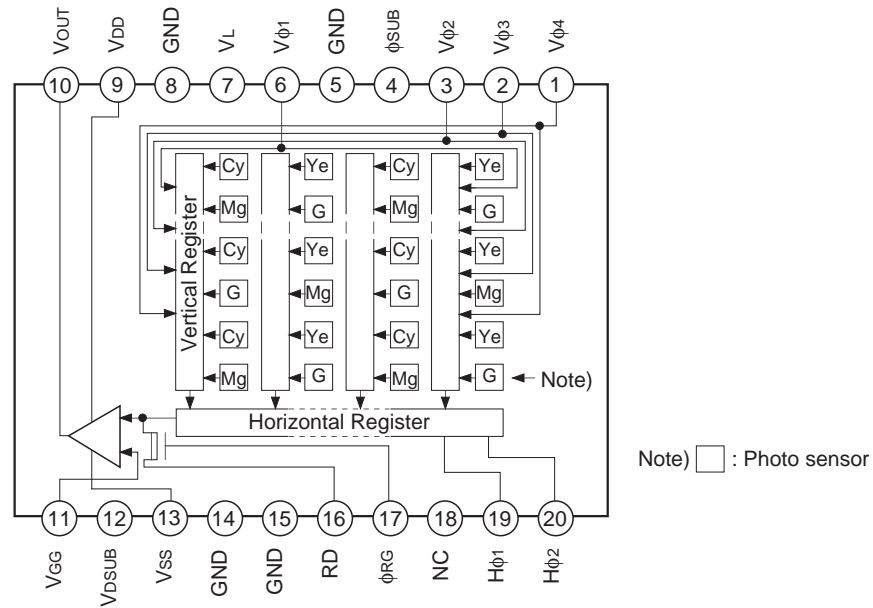 VOUT VDD GND VL Vφ1 GND φSUB Vφ2 Vφ3 Vφ4
10 9 8 7 6 5 4 3 2 1
Cy Ye Cy Ye
Mg G Mg G
Cy Ye Cy Ye
G Mg G Mg
Cy Ye Cy Ye
Mg G Mg G
Vertical Register
Note)
Horizontal Register
Note) : Photo sensor
11 12 13 14 15 16 17 18 19 20
VGG VDSUB VSS GND GND RD φRG NC Hφ1 Hφ2